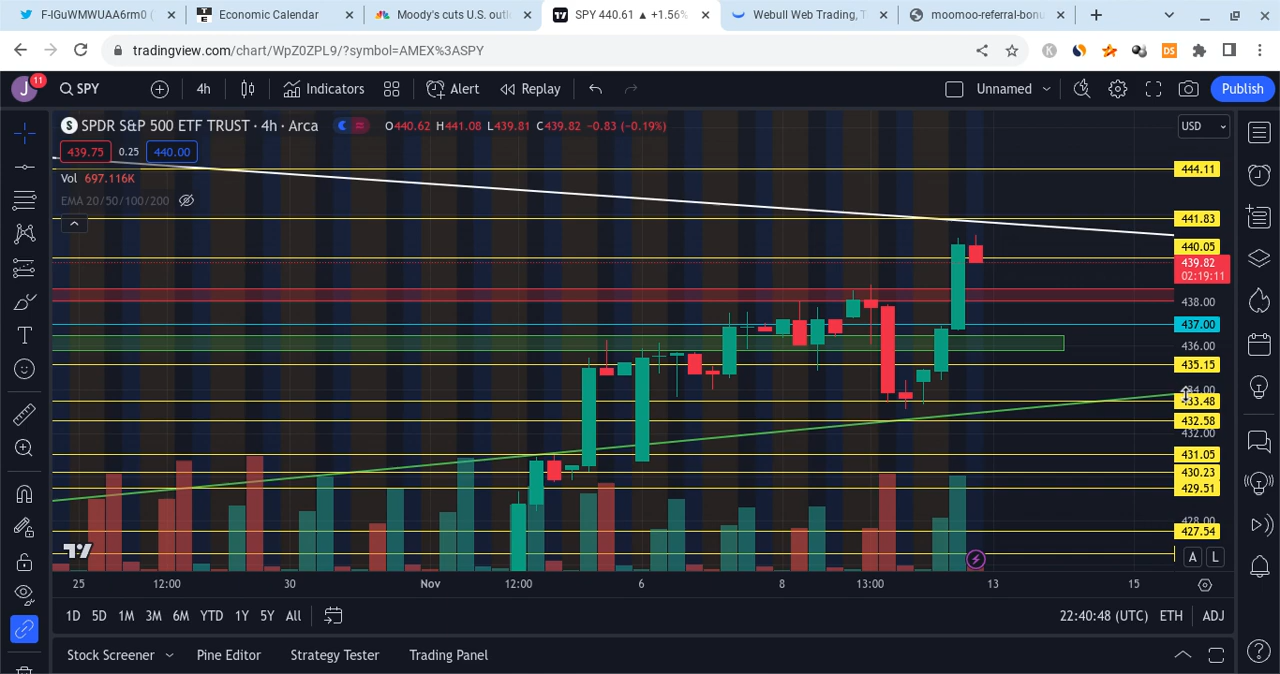 F-IGuWMWUAA6rm0 (
Economic Calendar
Moody's cuts U.S. outl
SPY 440.61 ▲ +1.56%
Webull Web Trading, T
moomoo-referral-bonu
tradingview.com/chart/WpZ0ZPL9/?symbol=AMEX%3ASPY
J 11 SPY 4h Indicators Alert Replay Unnamed Publish
SPDR S&P 500 ETF TRUST · 4h · Arca O440.62 H441.08 L439.81 C439.82 −0.83 (−0.19%) USD
439.75 0.25 440.00
Vol 697.116K
EMA 20/50/100/200
444.11
441.83
440.05
439.82
02:19:11
438.00
437.00
436.00
435.15
434.00
433.48
432.58
432.00
431.05
430.23
429.51
428.00
427.54
A L
25 12:00 30 Nov 12:00 6 8 13:00 13 15
1D 5D 1M 3M 6M YTD 1Y 5Y All 22:40:48 (UTC) ETH ADJ
Stock Screener Pine Editor Strategy Tester Trading Panel